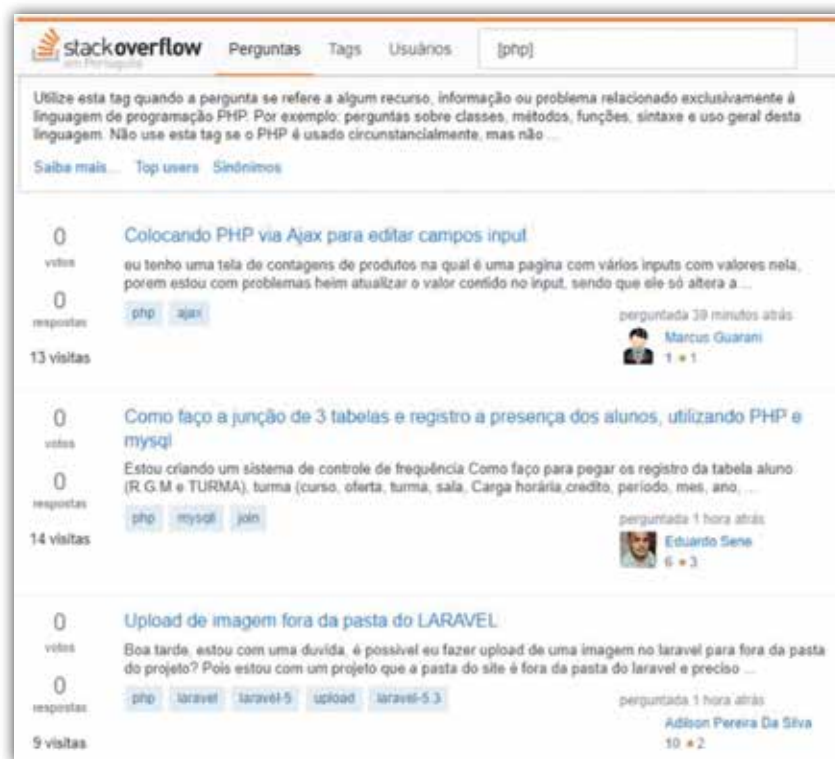 stackoverflow
em Português
Perguntas Tags Usuários [php]
Utilize esta tag quando a pergunta se refere a algum recurso, informação ou problema relacionado exclusivamente à
linguagem de programação PHP. Por exemplo: perguntas sobre classes, métodos, funções, sintaxe e uso geral desta
linguagem. Não use esta tag se o PHP é usado circunstancialmente, mas não ...
Saiba mais... Top users Sinônimos
0
votos
0
respostas
13 visitas
Colocando PHP via Ajax para editar campos input
eu tenho uma tela de contagens de produtos na qual é uma pagina com vários inputs com valores nela,
porem estou com problemas heim atualizar o valor contido no input, sendo que ele só altera a ...
php ajax
perguntada 39 minutos atrás
Marcus Guarani
1 ●1
0
votos
0
respostas
14 visitas
Como faço a junção de 3 tabelas e registro a presença dos alunos, utilizando PHP e
mysql
Estou criando um sistema de controle de frequência Como faço para pegar os registro da tabela aluno
(R.G.M e TURMA), turma (curso, oferta, turma, sala, Carga horária,credito, período, mes, ano, ...
php mysql join
perguntada 1 hora atrás
Eduardo Sene
6 ●3
0
votos
0
respostas
9 visitas
Upload de imagem fora da pasta do LARAVEL
Boa tarde, estou com uma duvida, é possivel eu fazer upload de uma imagem no laravel para fora da pasta
do projeto? Pois estou com um projeto que a pasta do site é fora da pasta do laravel e preciso ...
php laravel laravel-5 upload laravel-5.3
perguntada 1 hora atrás
Adilson Pereira Da Silva
10 ●2